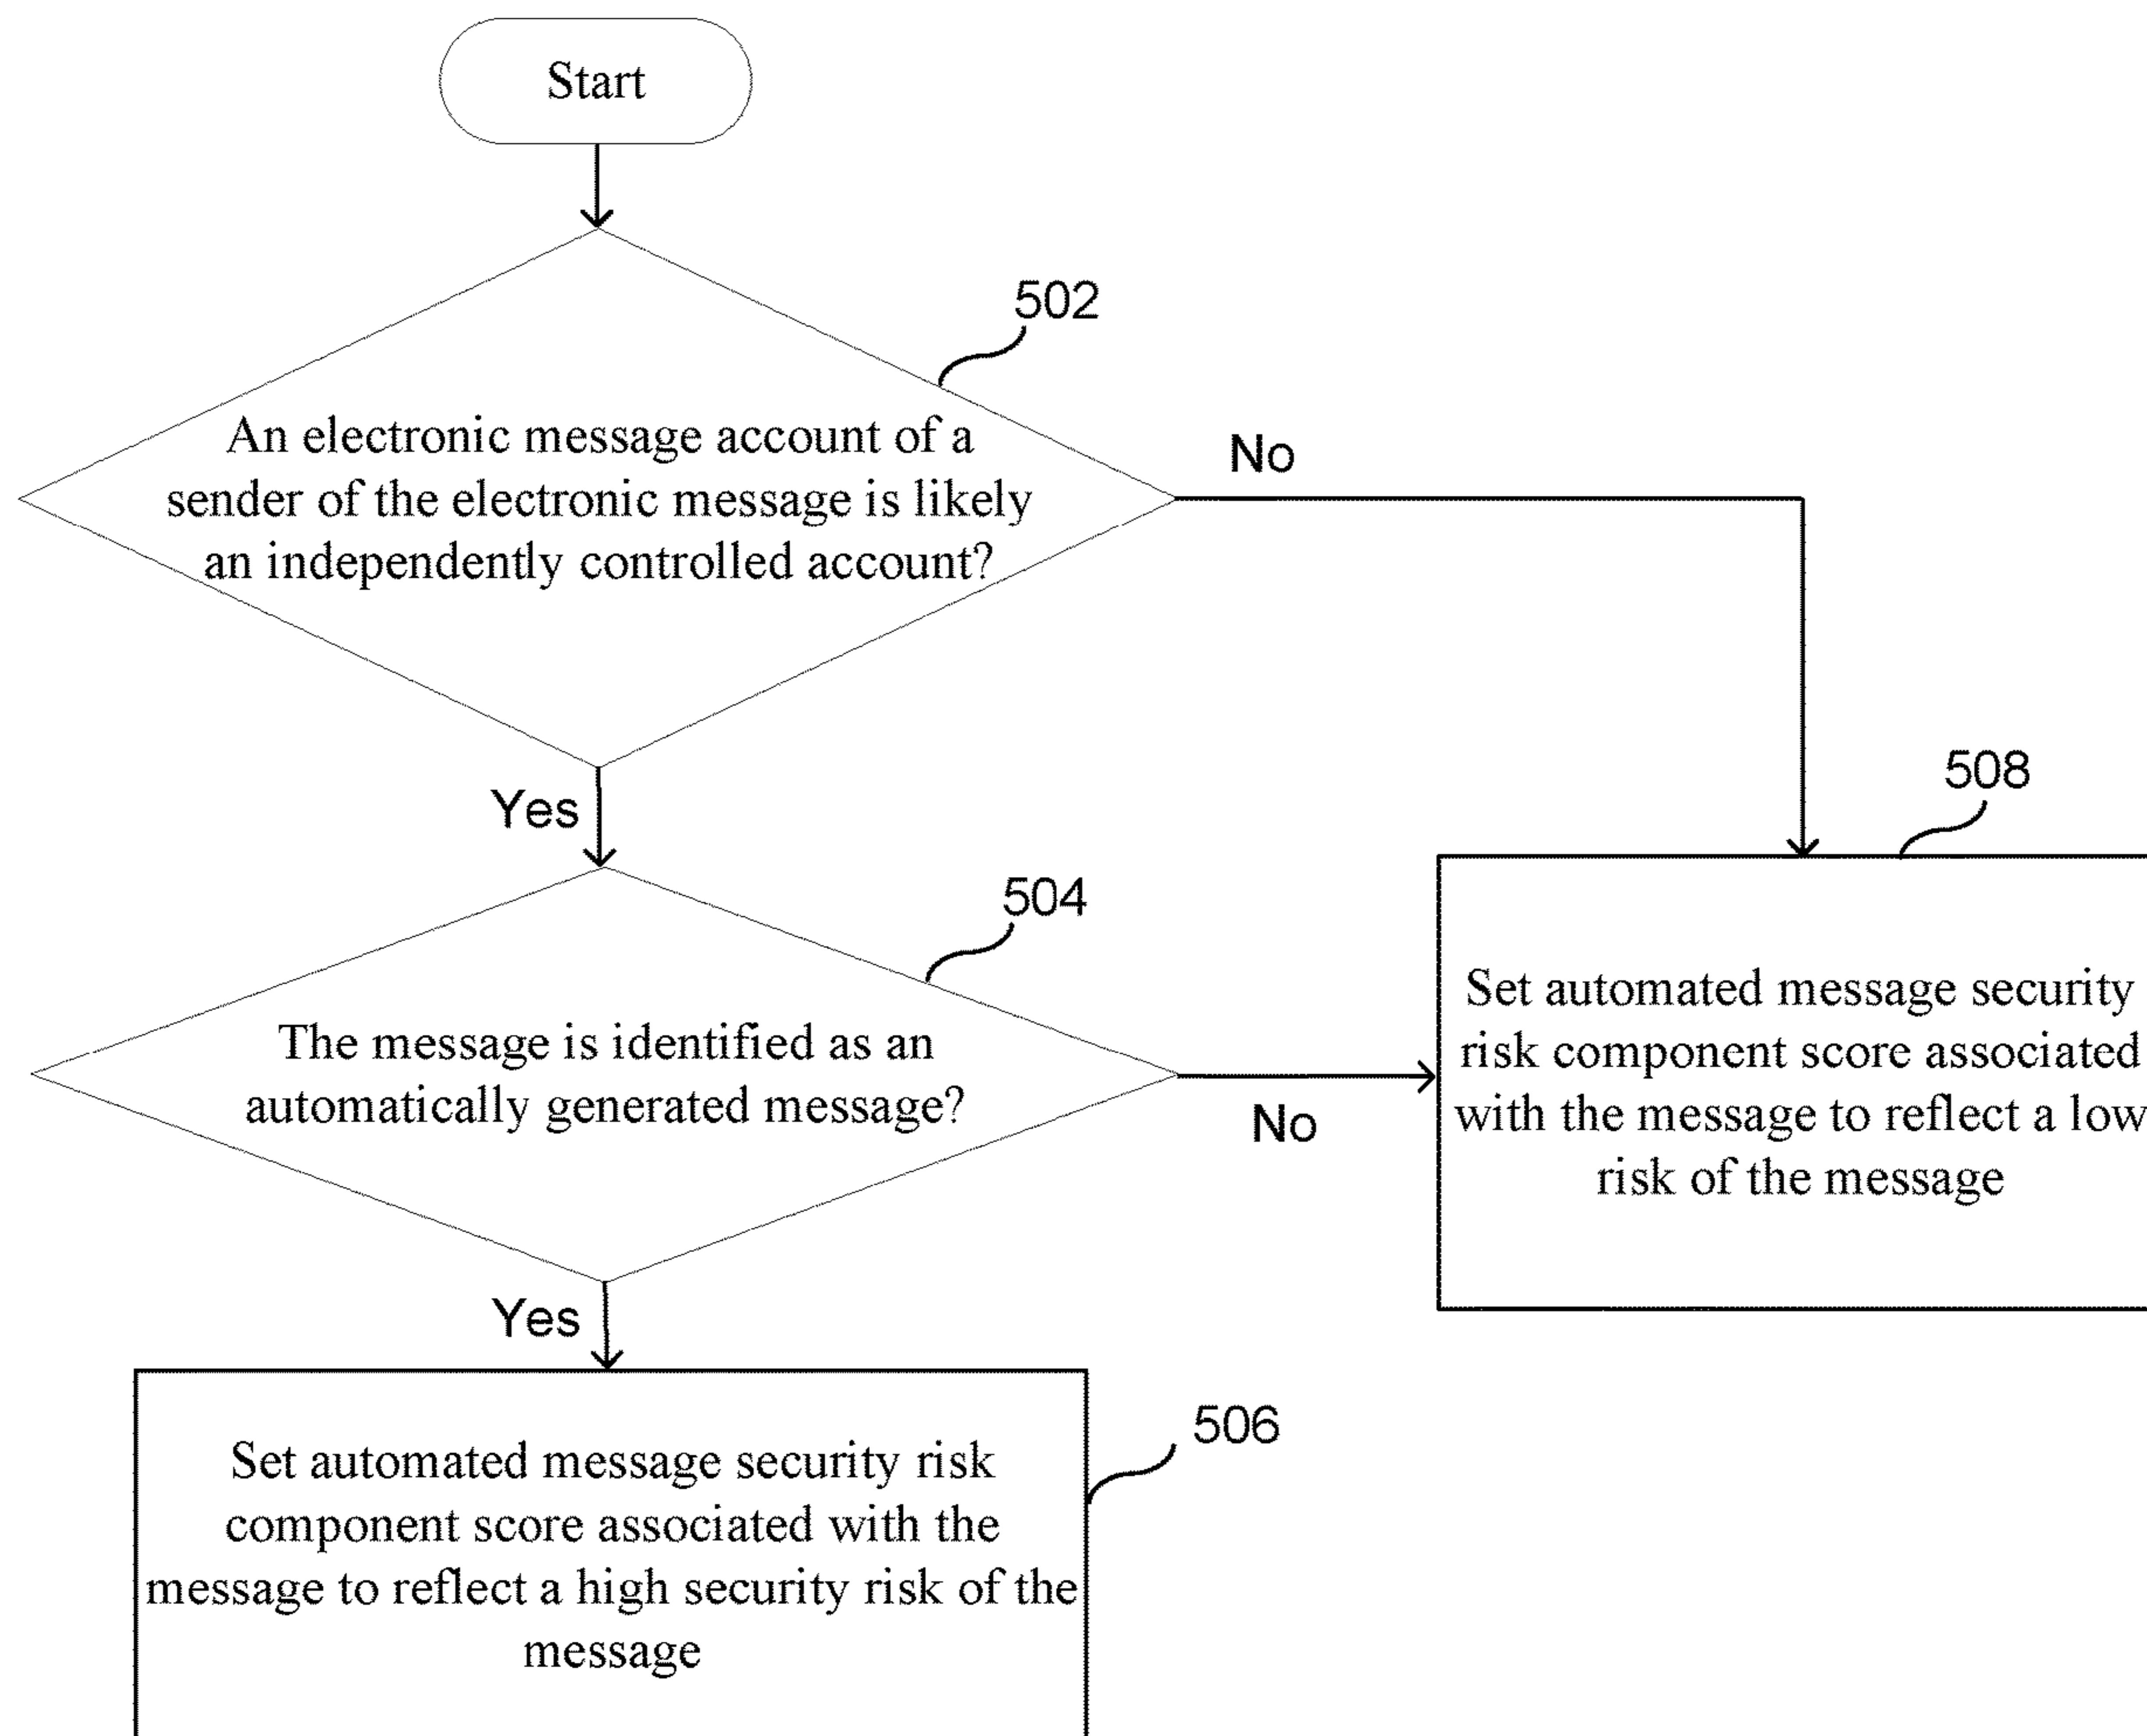 Start
502
An electronic message account of a
sender of the electronic message is likely
an independently controlled account?
No
Yes
508
504
The message is identified as an
automatically generated message?
No
Set automated message security
risk component score associated
with the message to reflect a low
risk of the message
Yes
506
Set automated message security risk
component score associated with the
message to reflect a high security risk of the
message